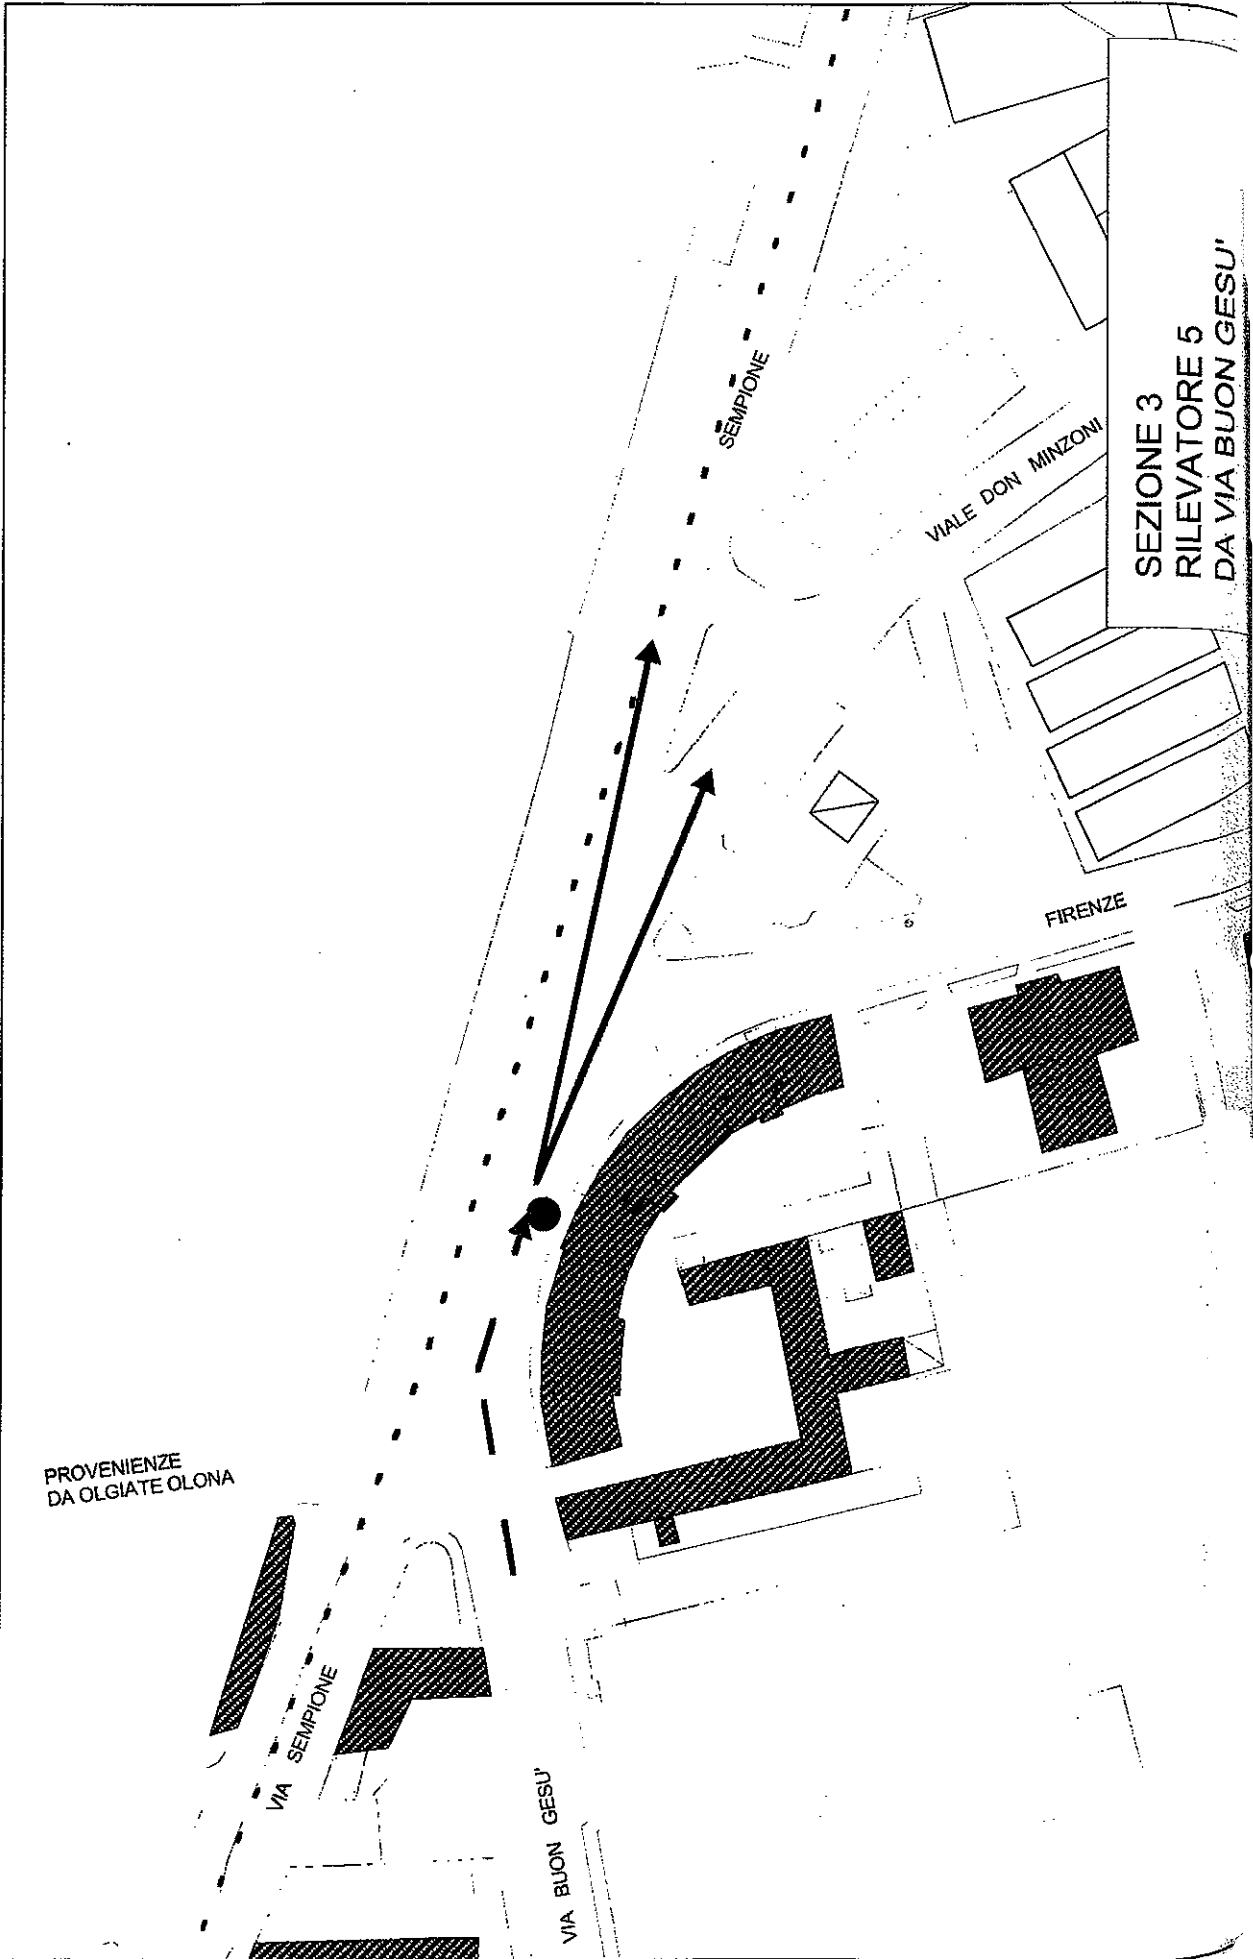 SEZIONE 3
RILEVATORE 5
DA VIA BUON GESU'
SEMPIONE
VIALE DON MINZONI
FIRENZE
6
PROVENIENZE
DA OLGIATE OLONA
VIA SEMPIONE
VIA BUON GESU'